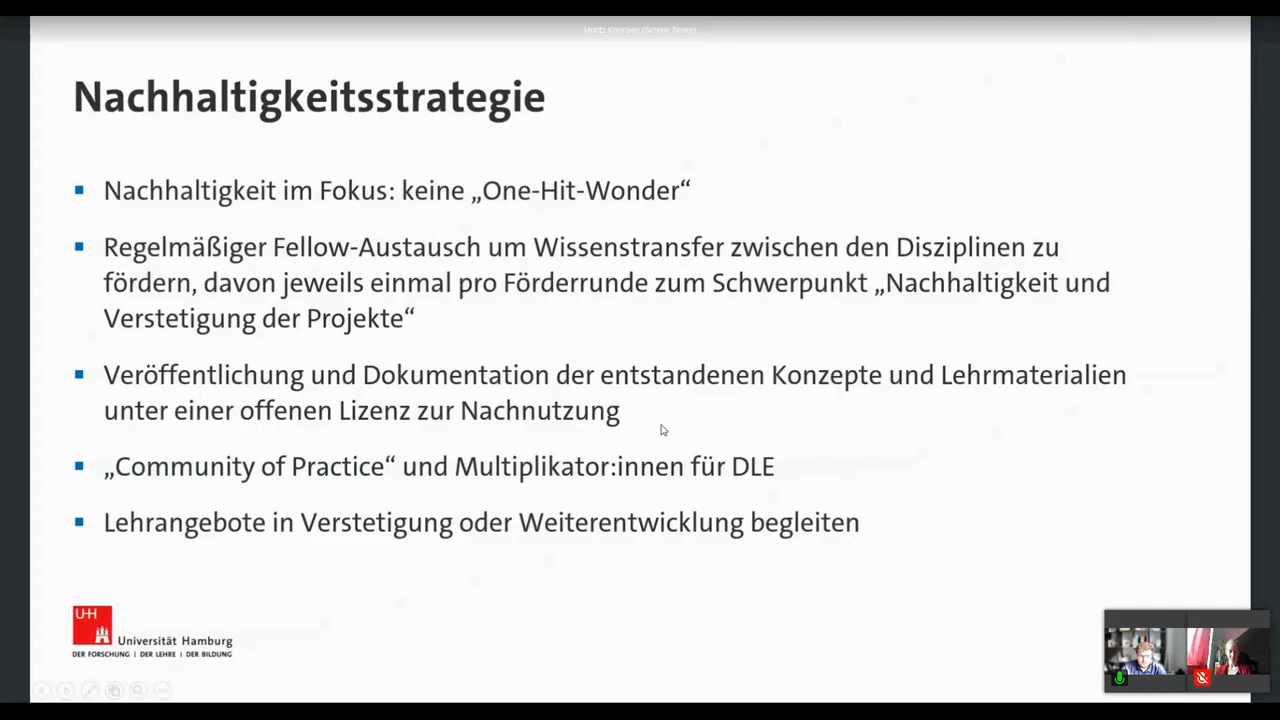 Nachhaltigkeitsstrategie
Nachhaltigkeit im Fokus: keine „One-Hit-Wonder“
Regelmäßiger Fellow-Austausch um Wissenstransfer zwischen den Disziplinen zu
fördern, davon jeweils einmal pro Förderrunde zum Schwerpunkt „Nachhaltigkeit und
Verstetigung der Projekte“
Veröffentlichung und Dokumentation der entstandenen Konzepte und Lehrmaterialien
unter einer offenen Lizenz zur Nachnutzung
„Community of Practice“ und Multiplikator:innen für DLE
Lehrangebote in Verstetigung oder Weiterentwicklung begleiten
UHH
Universität Hamburg
DER FORSCHUNG | DER LEHRE | DER BILDUNG